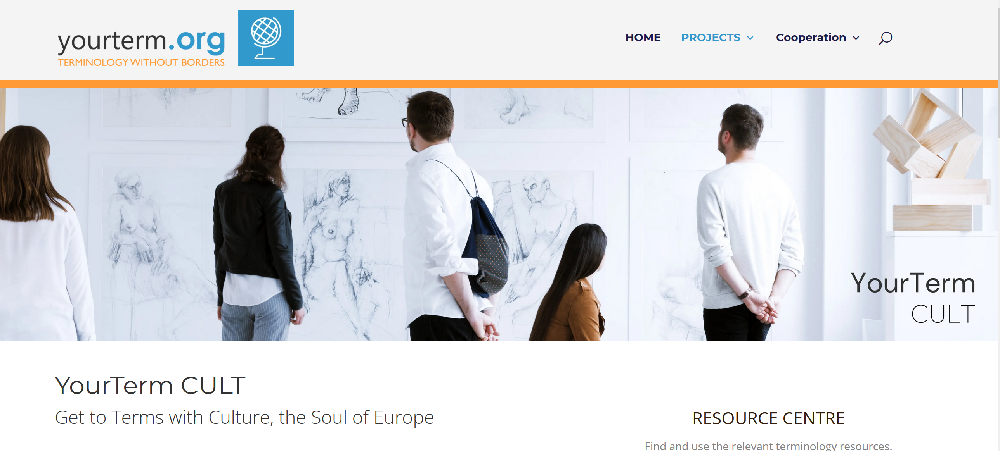 yourterm.org
TERMINOLOGY WITHOUT BORDERS
HOME PROJECTS Cooperation
YourTerm
CULT
YourTerm CULT
Get to Terms with Culture, the Soul of Europe
RESOURCE CENTRE
Find and use the relevant terminology resources.